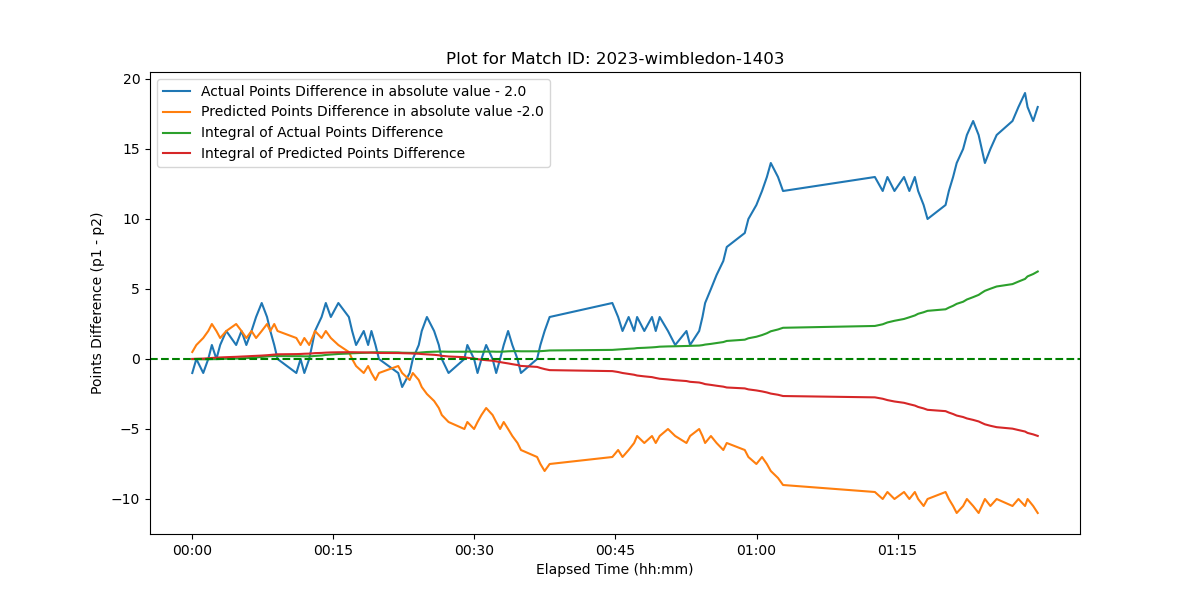 Plot for Match ID: 2023-wimbledon-1403
Actual Points Difference in absolute value - 2.0
Predicted Points Difference in absolute value -2.0
Integral of Actual Points Difference
Integral of Predicted Points Difference
Points Difference (p1 - p2)
20
15
10
5
0
−5
−10
00:00 00:15 00:30 00:45 01:00 01:15
Elapsed Time (hh:mm)